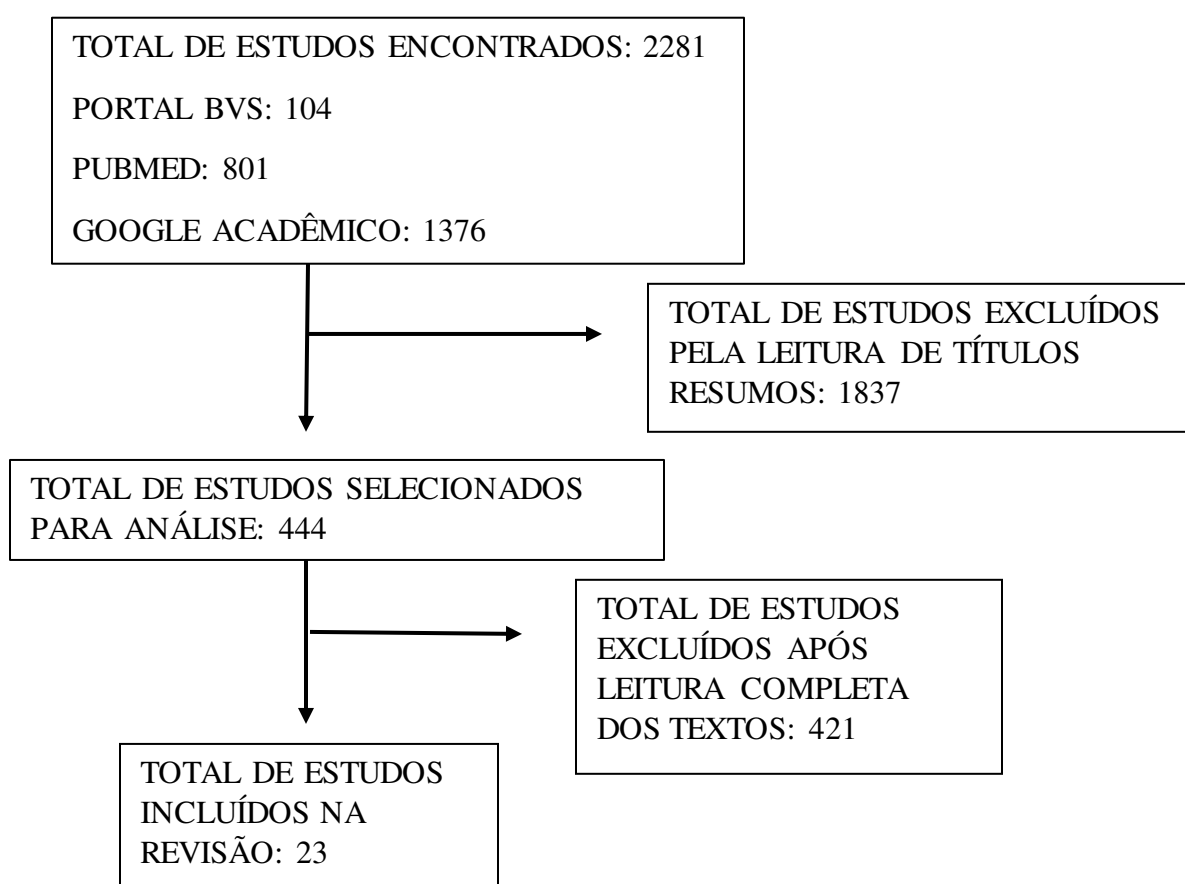 TOTAL DE ESTUDOS ENCONTRADOS: 2281
PORTAL BVS: 104
PUBMED: 801
GOOGLE ACADÊMICO: 1376
TOTAL DE ESTUDOS EXCLUÍDOS
PELA LEITURA DE TÍTULOS
RESUMOS: 1837
TOTAL DE ESTUDOS SELECIONADOS
PARA ANÁLISE: 444
TOTAL DE ESTUDOS
EXCLUÍDOS APÓS
LEITURA COMPLETA
DOS TEXTOS: 421
TOTAL DE ESTUDOS
INCLUÍDOS NA
REVISÃO: 23